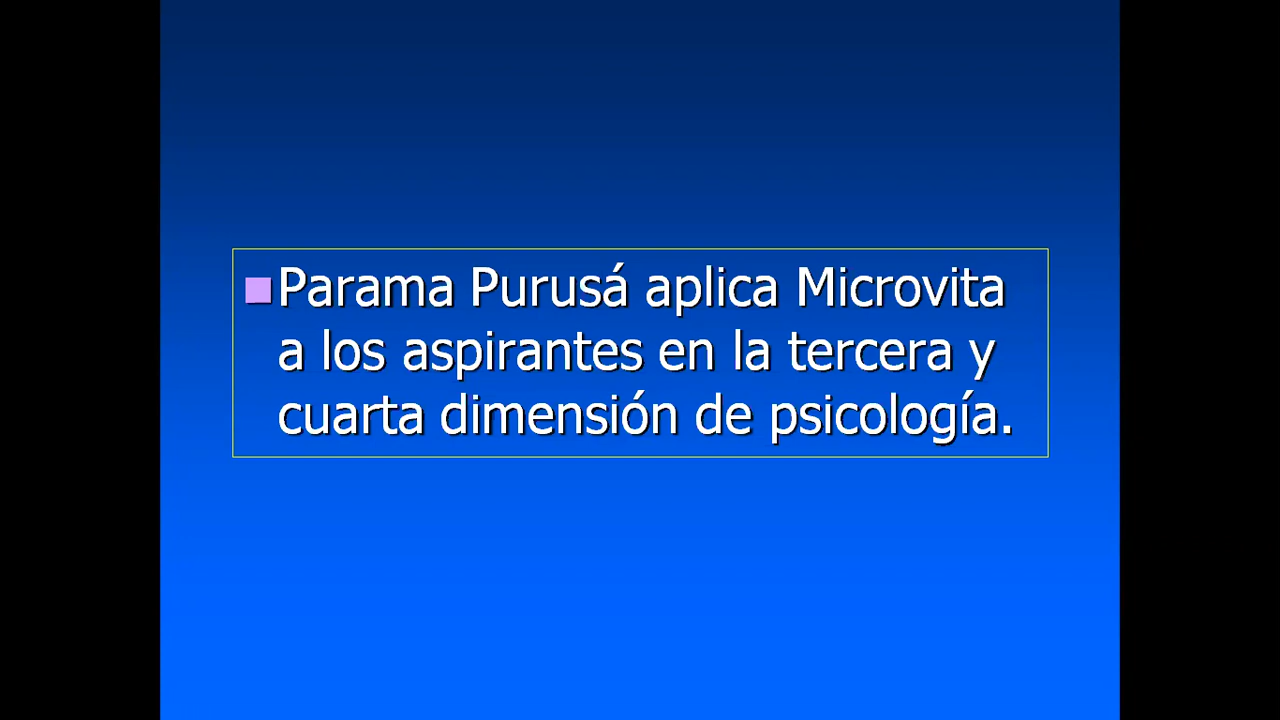 Parama Purusá aplica Microvita
a los aspirantes en la tercera y
cuarta dimensión de psicología.